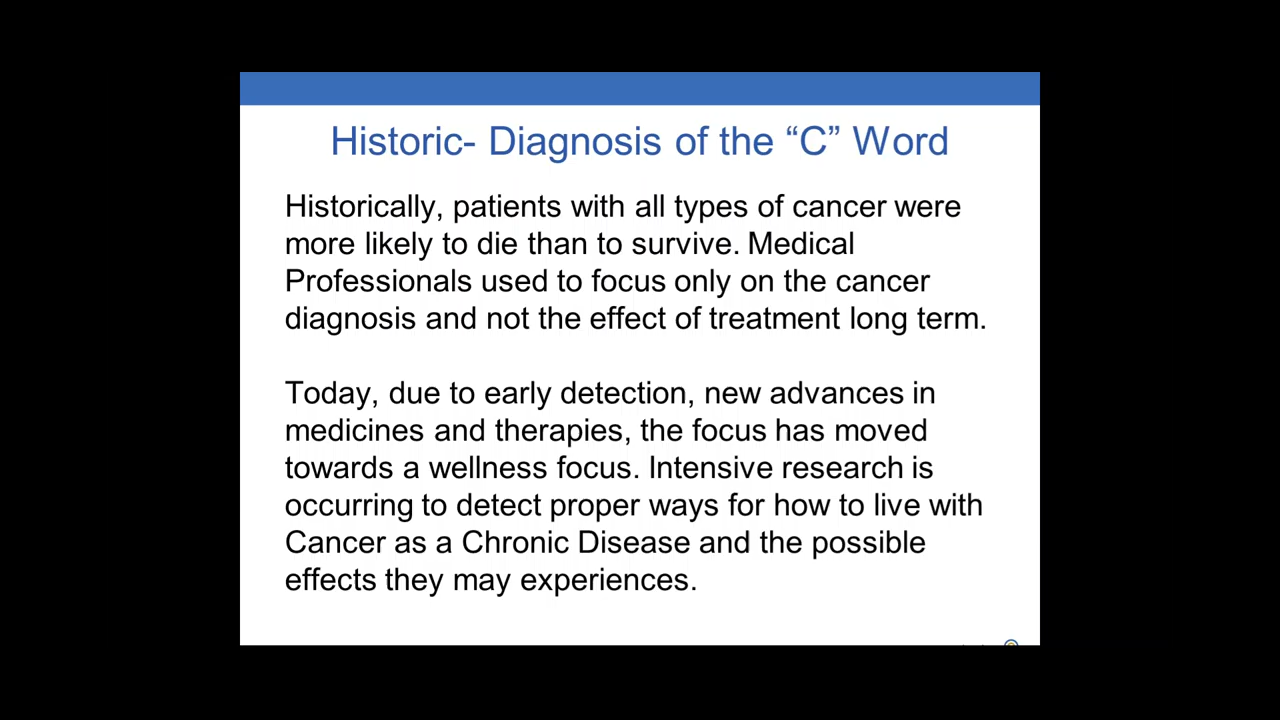 Historic- Diagnosis of the “C” Word
Historically, patients with all types of cancer were
more likely to die than to survive. Medical
Professionals used to focus only on the cancer
diagnosis and not the effect of treatment long term.
Today, due to early detection, new advances in
medicines and therapies, the focus has moved
towards a wellness focus. Intensive research is
occurring to detect proper ways for how to live with
Cancer as a Chronic Disease and the possible
effects they may experiences.